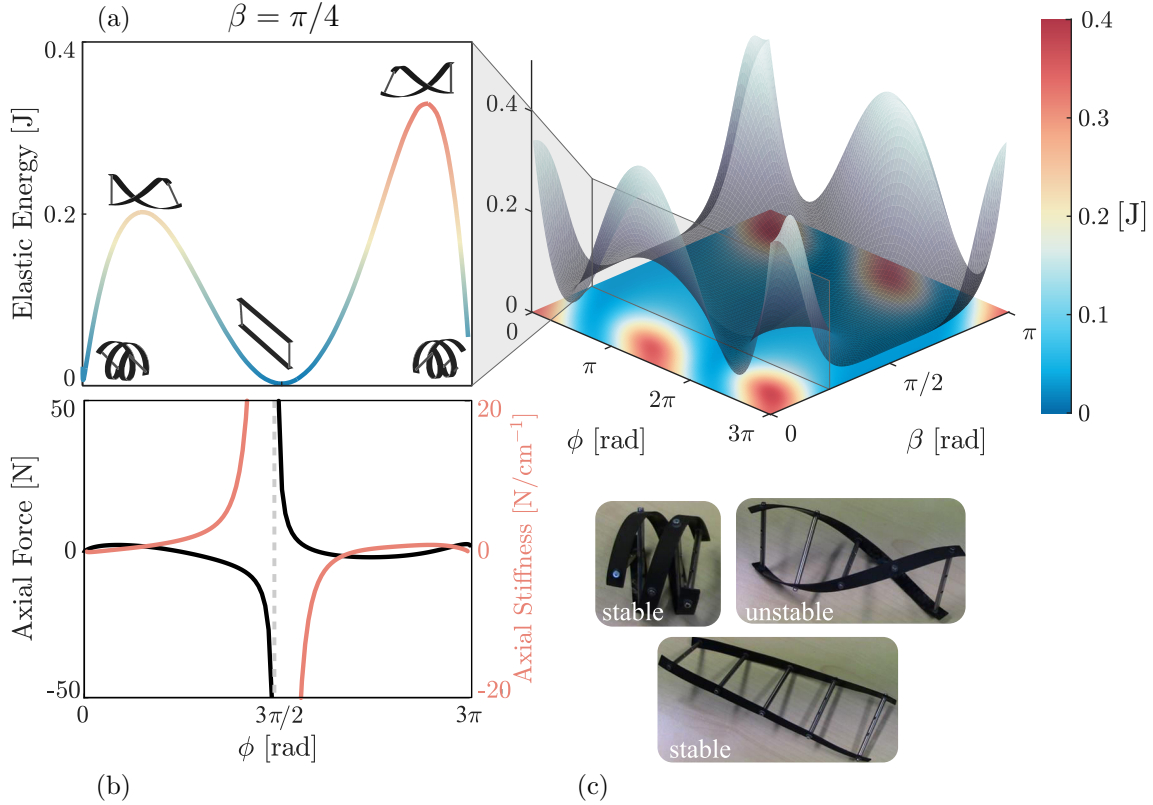 (a)
β = π/4
Elastic Energy [J]
0.4
0.2
0
0.4
0.2
0
0
π
2π
3π
ϕ [rad]
0
π/2
π
β [rad]
0.4
0.3
0.2
0.1
0
[J]
Axial Force [N]
50
0
-50
0
3π/2
3π
ϕ [rad]
20
0
-20
Axial Stiffness [N/cm⁻¹]
(b)
stable
unstable
stable
(c)